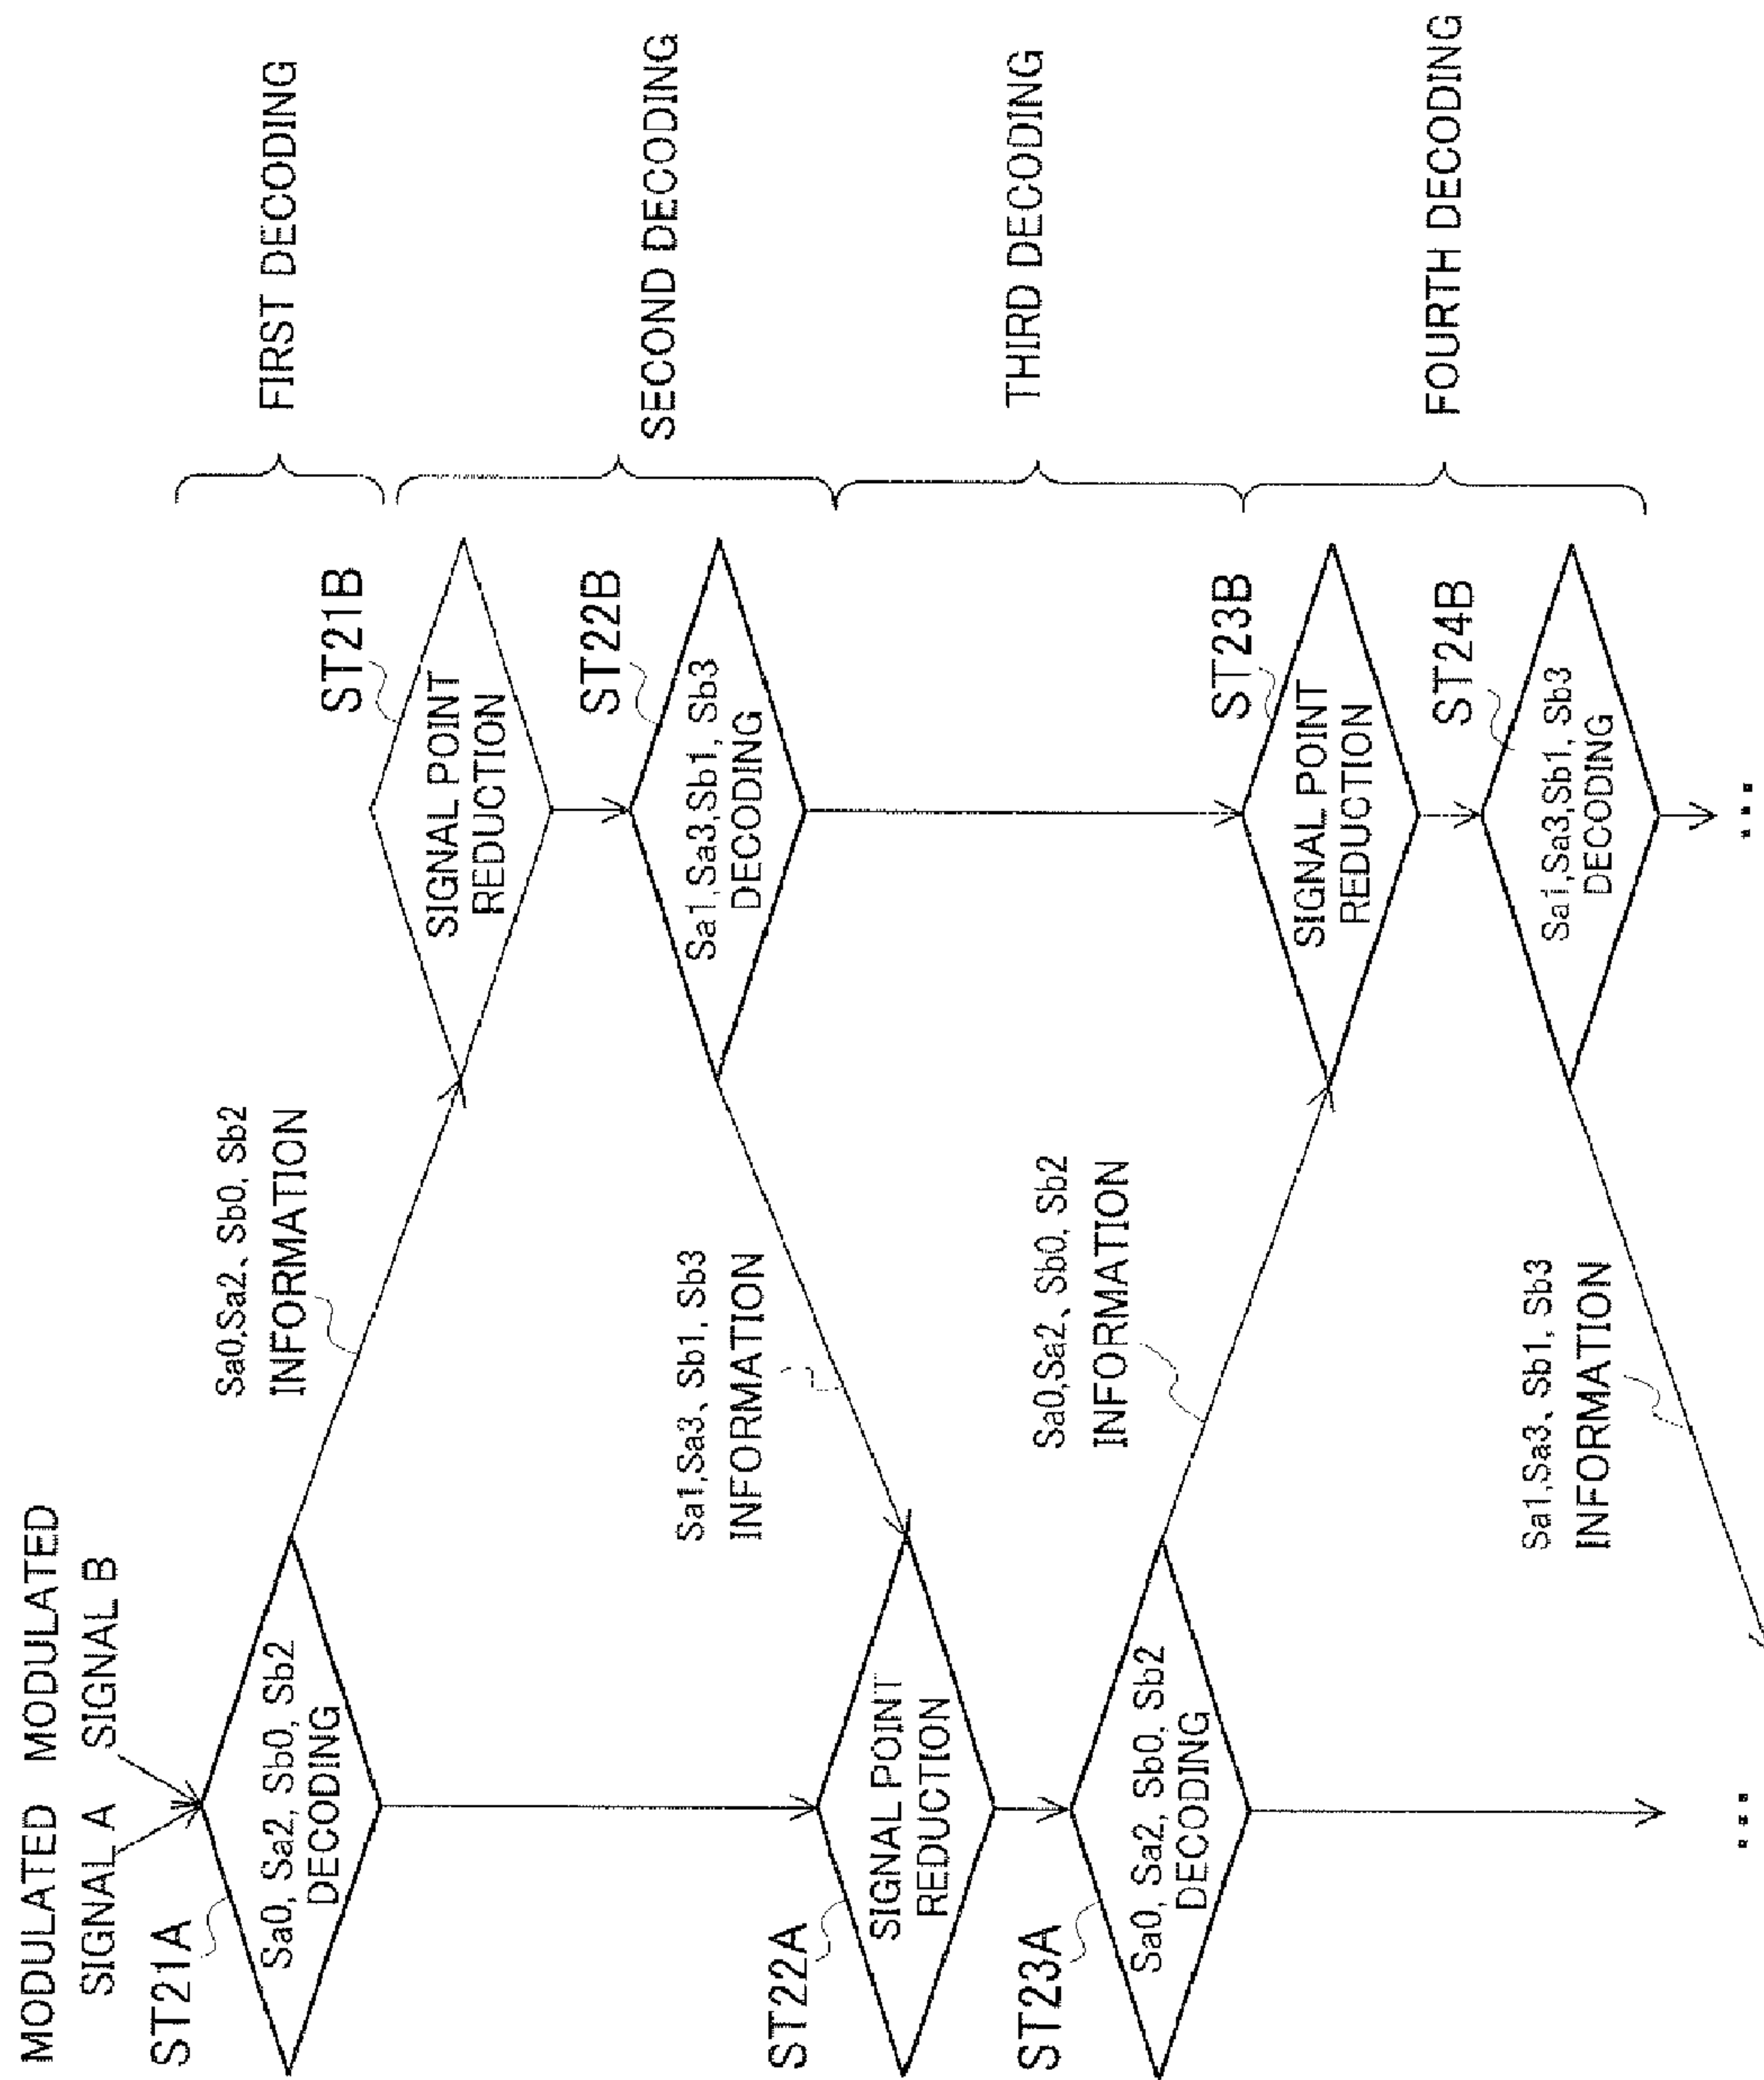 MODULATED MODULATED
SIGNAL A SIGNAL B
ST21A
Sa0, Sa2, Sb0, Sb2
DECODING
Sa0,Sa2、Sb0, Sb2
INFORMATION
FIRST DECODING
ST21B
SIGNAL POINT
REDUCTION
ST22B
Sa1,Sa3,Sb1, Sb3
DECODING
SECOND DECODING
Sa1,Sa3、Sb1, Sb3
INFORMATION
ST22A
SIGNAL POINT
REDUCTION
ST23A
Sa0, Sa2, Sb0, Sb2
DECODING
THIRD DECODING
Sa0,Sa2、Sb0, Sb2
INFORMATION
ST23B
SIGNAL POINT
REDUCTION
ST24B
Sa1,Sa3,Sb1, Sb3
DECODING
FOURTH DECODING
Sa1,Sa3、Sb1, Sb3
INFORMATION
...
...